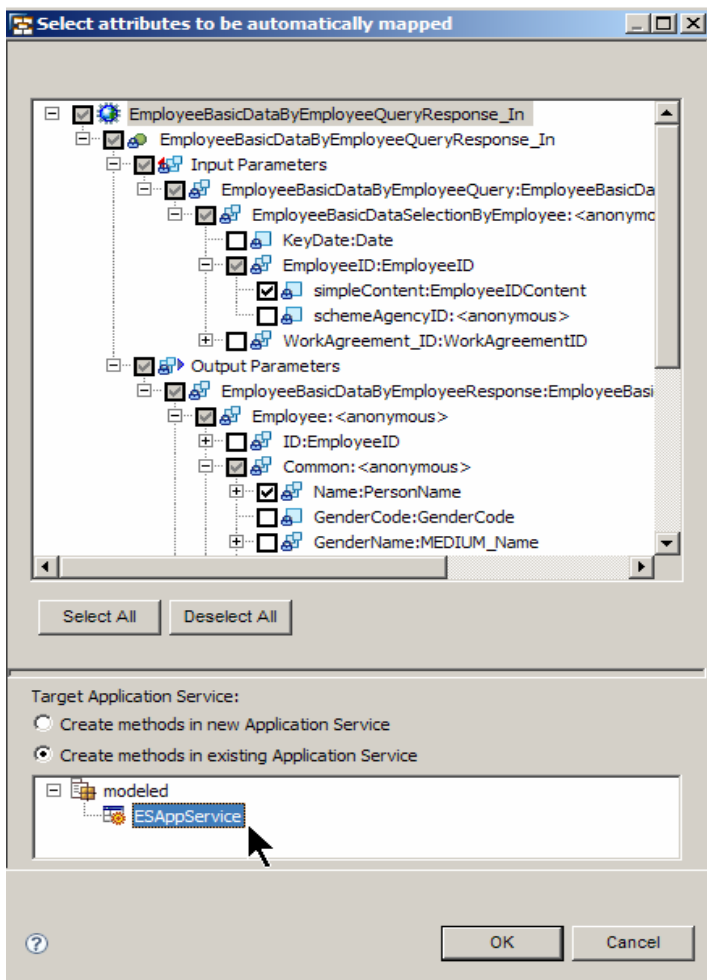 Select attributes to be automatically mapped
EmployeeBasicDataByEmployeeQueryResponse_In
EmployeeBasicDataByEmployeeQueryResponse_In
Input Parameters
EmployeeBasicDataByEmployeeQuery:EmployeeBasicDa
EmployeeBasicDataSelectionByEmployee:<anonymo
KeyDate:Date
EmployeeID:EmployeeID
simpleContent:EmployeeIDContent
schemeAgencyID:<anonymous>
WorkAgreement_ID:WorkAgreementID
Output Parameters
EmployeeBasicDataByEmployeeResponse:EmployeeBasi
Employee:<anonymous>
ID:EmployeeID
Common:<anonymous>
Name:PersonName
GenderCode:GenderCode
GenderName:MEDIUM_Name
Select All Deselect All
Target Application Service:
Create methods in new Application Service
Create methods in existing Application Service
modeled
ESAppService
? OK Cancel